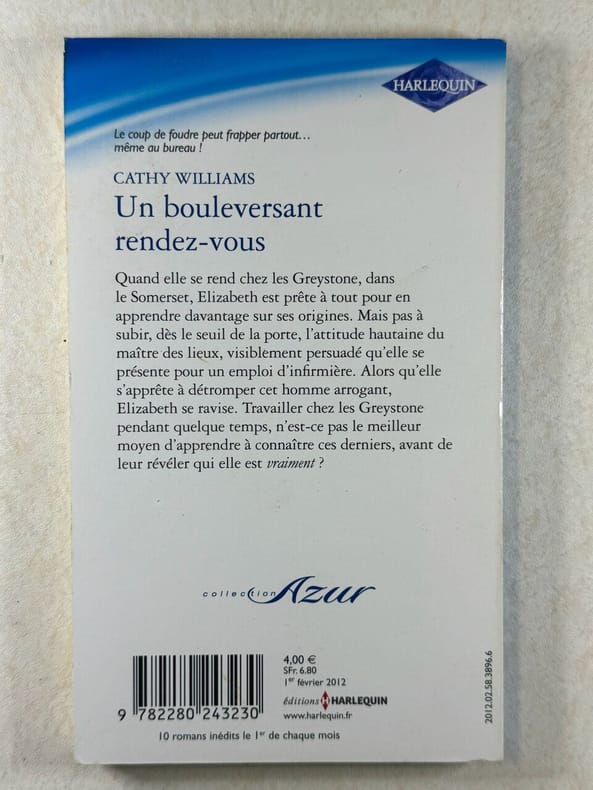 HARLEQUIN
Le coup de foudre peut frapper partout...
même au bureau !
CATHY WILLIAMS
Un bouleversant
rendez-vous
Quand elle se rend chez les Greystone, dans
le Somerset, Elizabeth est prête à tout pour en
apprendre davantage sur ses origines. Mais pas à
subir, dès le seuil de la porte, l'attitude hautaine du
maître des lieux, visiblement persuadé qu'elle se
présente pour un emploi d'infirmière. Alors qu'elle
s'apprête à détromper cet homme arrogant,
Elizabeth se ravise. Travailler chez les Greystone
pendant quelque temps, n'est-ce pas le meilleur
moyen d'apprendre à connaître ces derniers, avant de
leur révéler qui elle est vraiment ?
collection Azur
4,00 €
SFr. 6.80
1er février 2012
éditions HARLEQUIN
www.harlequin.fr
9 782280 243230
10 romans inédits le 1er de chaque mois
2012.02.58.3896.6